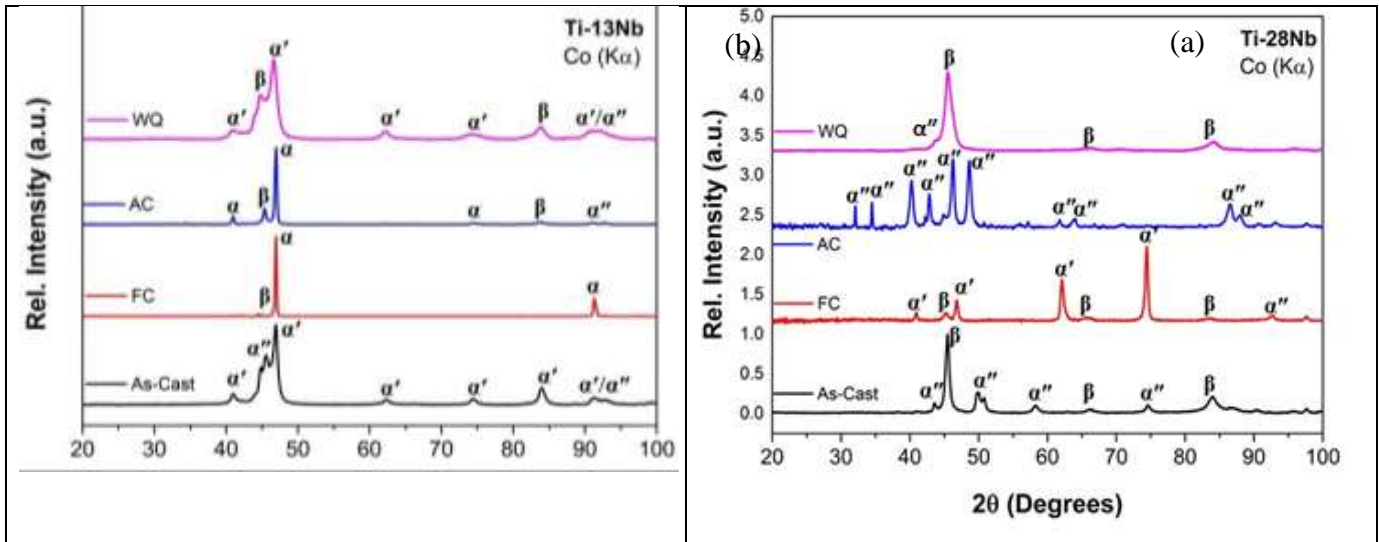 Ti-13Nb
Co (Kα)
α′
β
α′
α′
α′
β
α′/α″
WQ
α
α
β
α
β
α″
AC
α
β
α
FC
α′
α″
α′
α′
α′
α′
α′/α″
As-Cast
Rel. Intensity (a.u.)
20 30 40 50 60 70 80 90 100
(b)
(a)
Ti-28Nb
Co (Kα)
5.0
4.5
4.0
3.5
3.0
2.5
2.0
1.5
1.0
0.5
0.0
α″
β
β
β
WQ
α″
α″
α″
α″
α″
α″
α″
α″
α″
α″
AC
α′
β
α′
α′
β
α′
β
α″
FC
α″
β
α″
α″
β
α″
β
As-Cast
Rel. Intensity (a.u.)
20 30 40 50 60 70 80 90 100
2θ (Degrees)